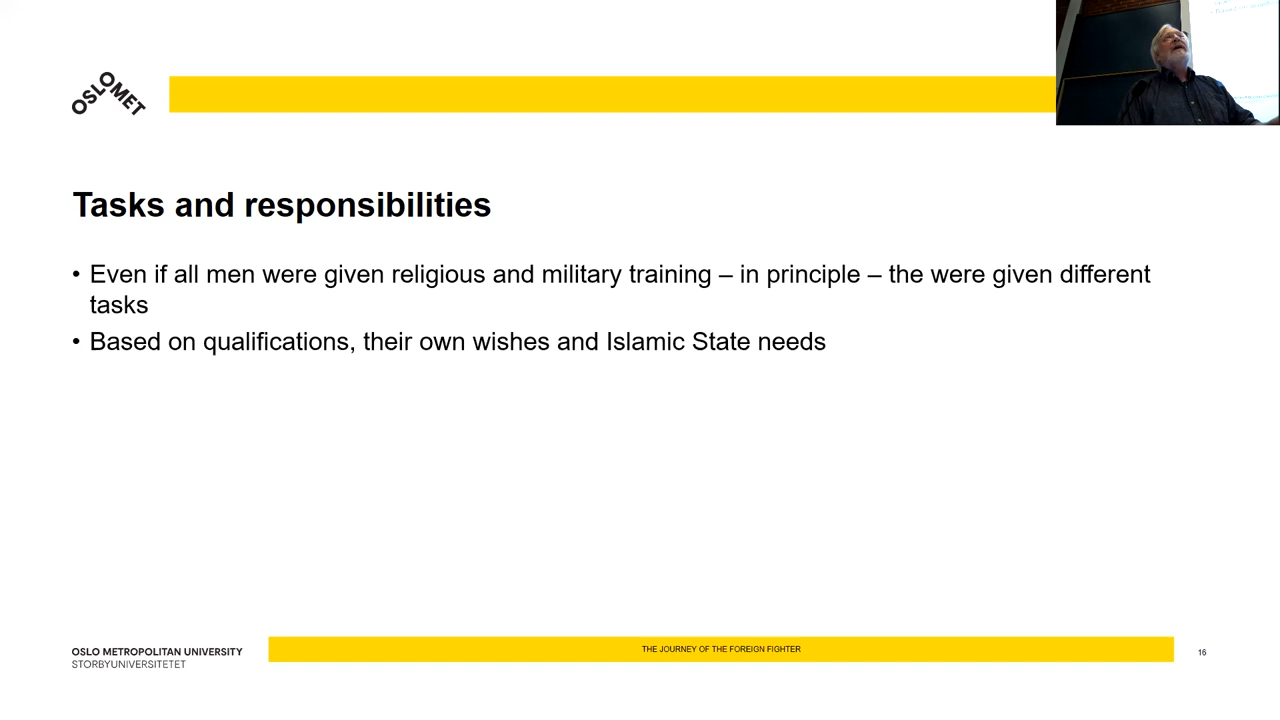 OSLOMET
Tasks and responsibilities
• Even if all men were given religious and military training – in principle – the were given different
tasks
• Based on qualifications, their own wishes and Islamic State needs
OSLO METROPOLITAN UNIVERSITY
STORBYUNIVERSITETET
THE JOURNEY OF THE FOREIGN FIGHTER
16